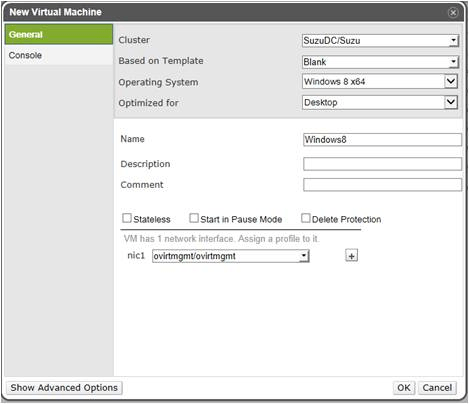 New Virtual Machine
General
Console
Cluster SuzuDC/Suzu
Based on Template Blank
Operating System Windows 8 x64
Optimized for Desktop
Name Windows8
Description
Comment
Stateless Start in Pause Mode Delete Protection
VM has 1 network interface. Assign a profile to it.
nic1 ovirtmgmt/ovirtmgmt +
Show Advanced Options OK Cancel